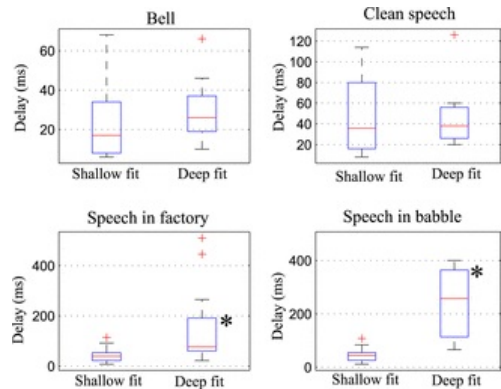 Bell
Delay (ms)
60
40
20
Shallow fit Deep fit
Clean speech
Delay (ms)
120
100
80
60
40
20
Shallow fit Deep fit
Speech in factory
Delay (ms)
400
200
0
*
Shallow fit Deep fit
Speech in babble
Delay (ms)
400
200
0
*
Shallow fit Deep fit